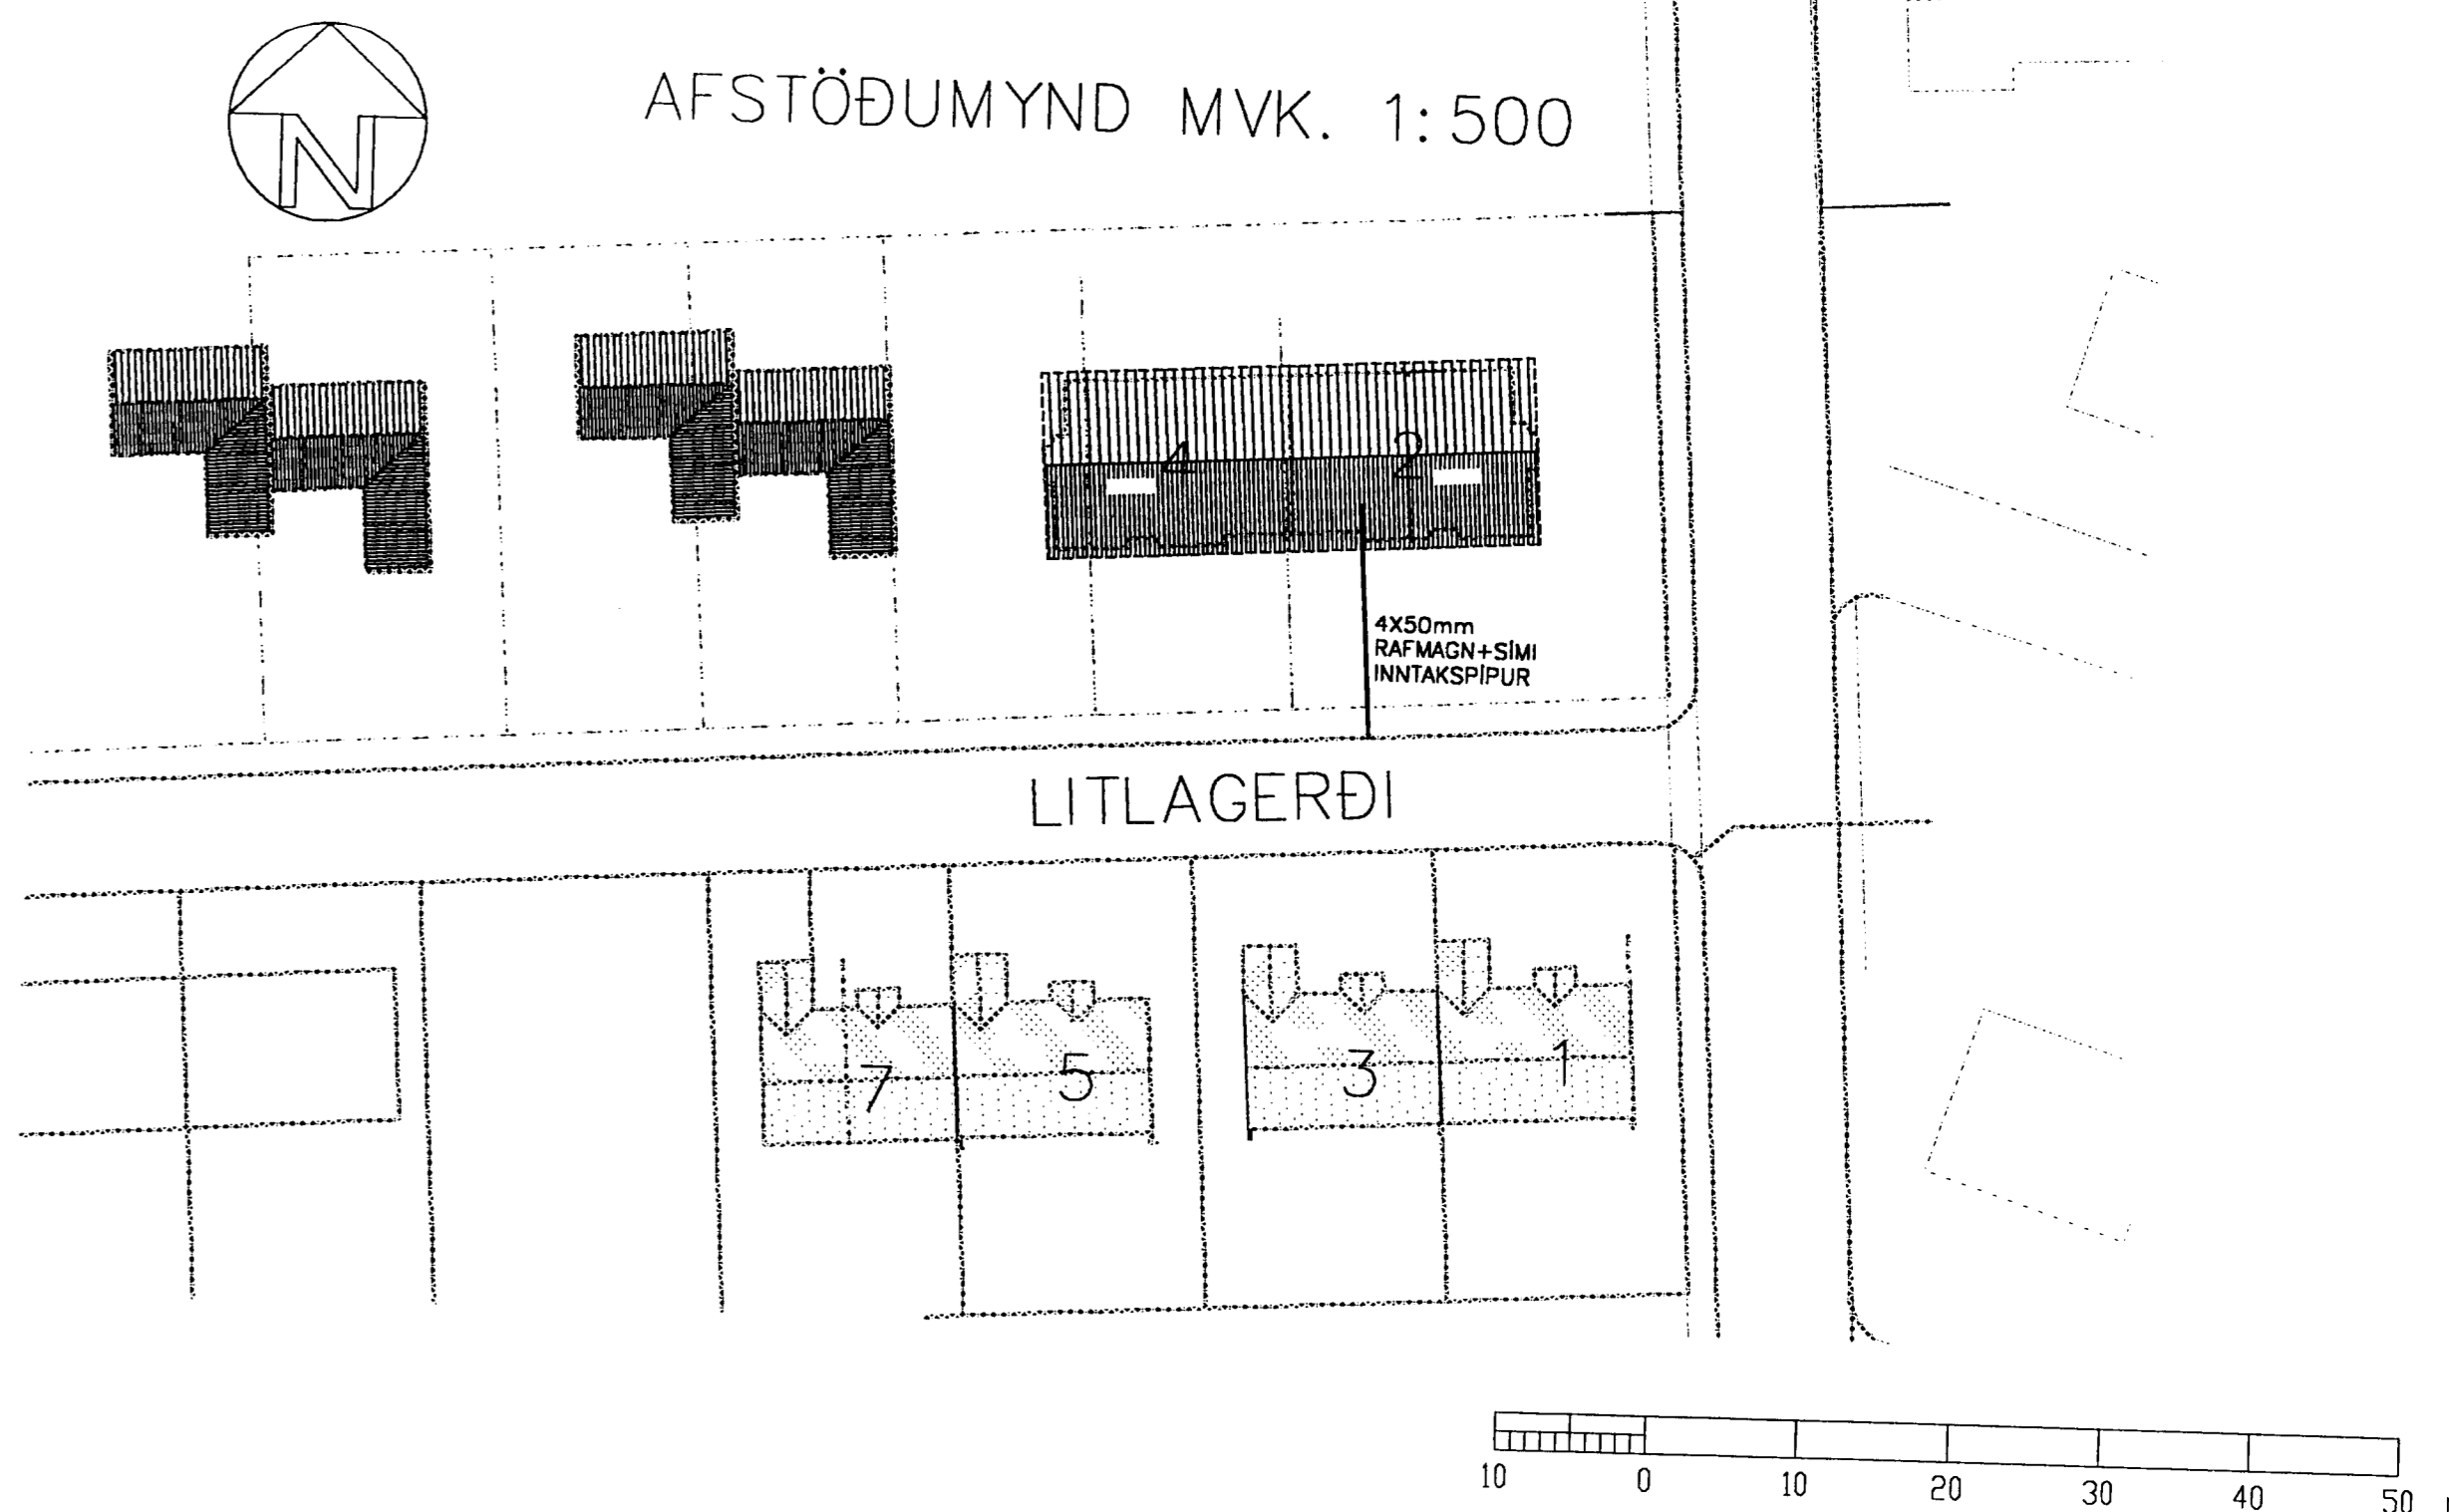 N
AFSTÖÐUMYND MVK. 1:500
4 2
4X50mm
RAFMAGN+SÍMI
INNTAKSPÍPUR
LITLAGERÐI
7 5 3 1
10 0 10 20 30 40 50